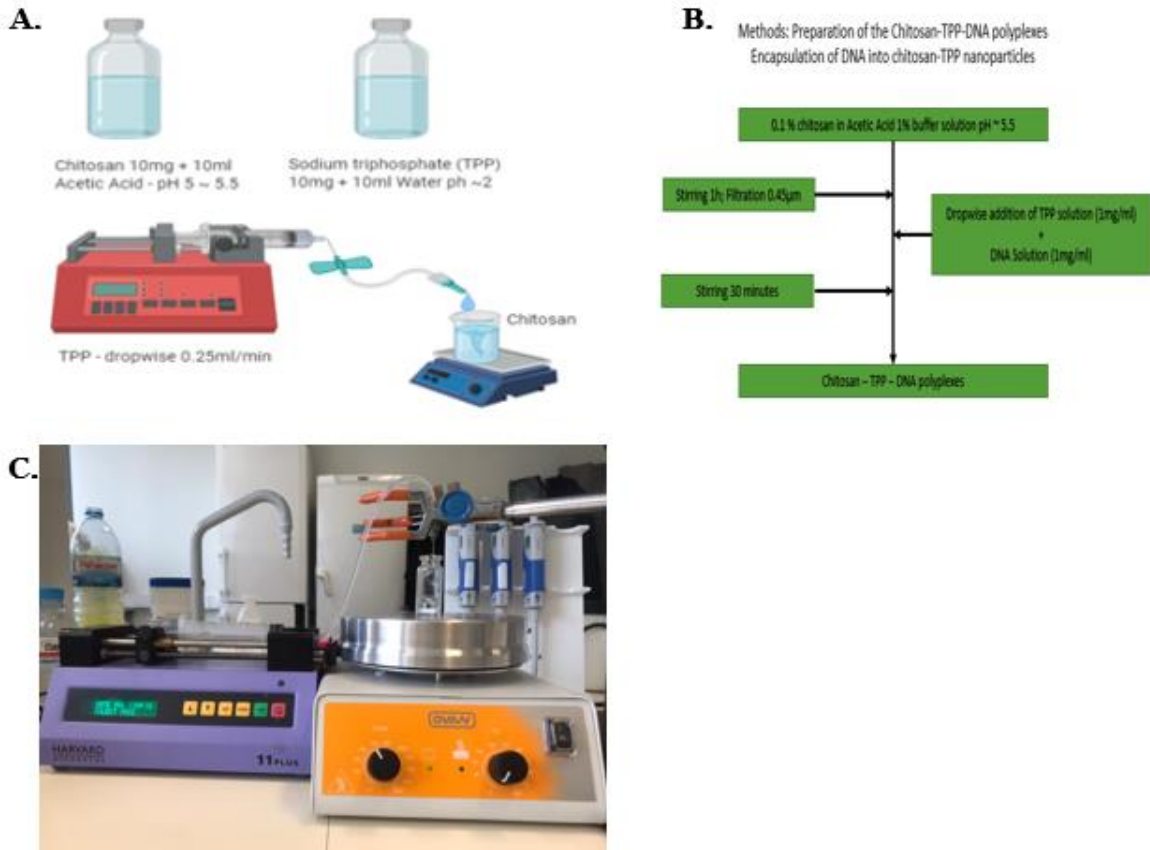 A.
Chitosan 10mg + 10ml
Acetic Acid - pH 5 ~ 5.5
Sodium triphosphate (TPP)
10mg + 10ml Water ph ~2
Chitosan
TPP - dropwise 0.25ml/min
B.
Methods: Preparation of the Chitosan-TPP-DNA polyplexes
Encapsulation of DNA into chitosan-TPP nanoparticles
0.1 % chitosan in Acetic Acid 1% buffer solution pH ~ 5.5
Stirring 1h; Filtration 0.45µm
Dropwise addition of TPP solution (1mg/ml)
+
DNA Solution (1mg/ml)
Stirring 30 minutes
Chitosan – TPP – DNA polyplexes
C.
HARVARD
11 PLUS
OVAN